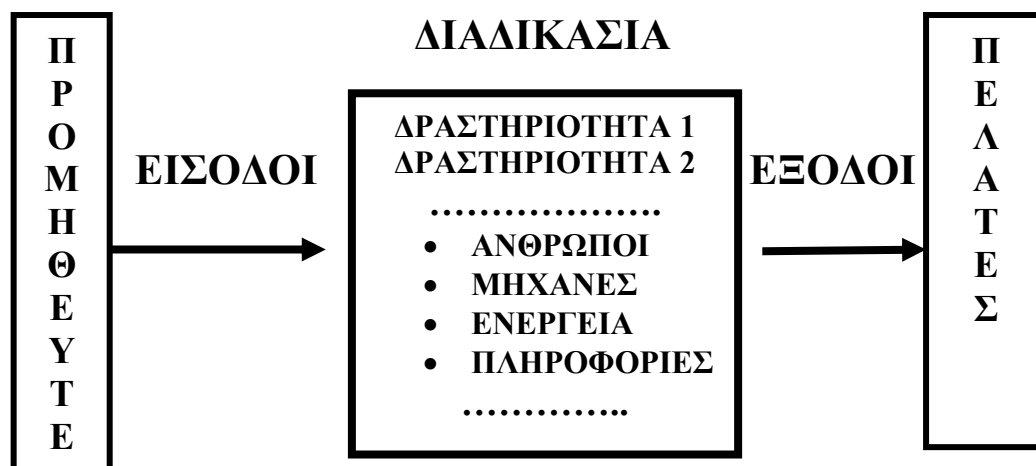 ΠΡΟΜΗΘΕΥΤΕ
ΕΙΣΟΔΟΙ
ΔΙΑΔΙΚΑΣΙΑ
ΔΡΑΣΤΗΡΙΟΤΗΤΑ 1
ΔΡΑΣΤΗΡΙΟΤΗΤΑ 2
………………….
• ΑΝΘΡΩΠΟΙ
• ΜΗΧΑΝΕΣ
• ΕΝΕΡΓΕΙΑ
• ΠΛΗΡΟΦΟΡΙΕΣ
…………..
ΕΞΟΔΟΙ
ΠΕΛΑΤΕΣ